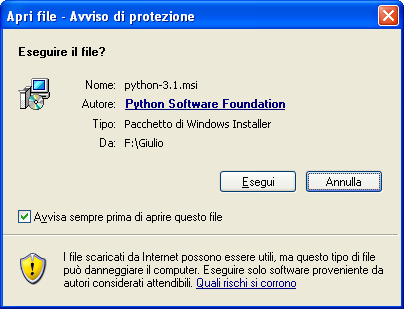 Apri file - Avviso di protezione
Eseguire il file?
Nome: python-3.1.msi
Autore: Python Software Foundation
Tipo: Pacchetto di Windows Installer
Da: F:\Giulio
Esegui Annulla
Avvisa sempre prima di aprire questo file
I file scaricati da Internet possono essere utili, ma questo tipo di file
può danneggiare il computer. Eseguire solo software proveniente da
autori considerati attendibili. Quali rischi si corrono